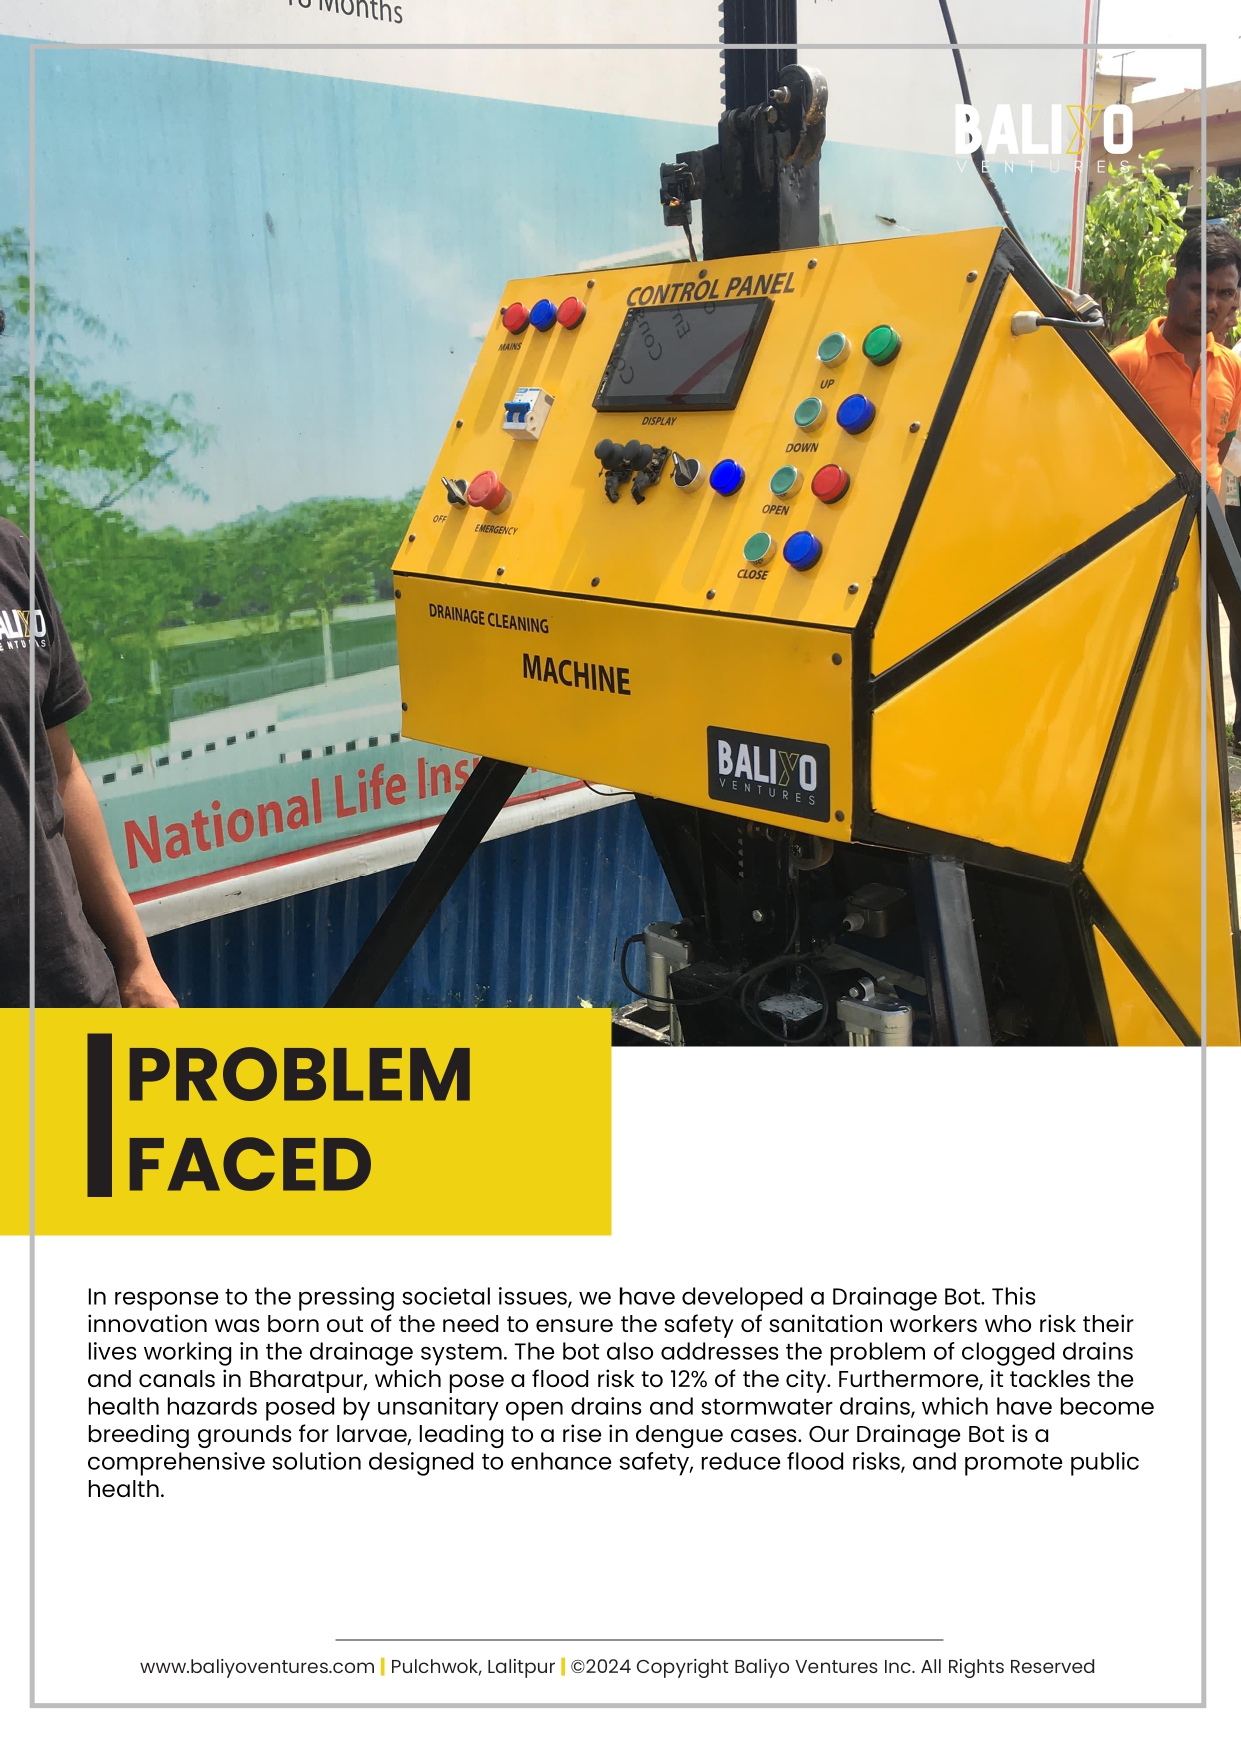 Months
BALIYO
VENTURES
CONTROL PANEL
MAINS
DISPLAY
UP
DOWN
OPEN
CLOSE
OFF
EMERGENCY
DRAINAGE CLEANING
MACHINE
BALIYO
VENTURES
National Life Ins
PROBLEM
FACED
In response to the pressing societal issues, we have developed a Drainage Bot. This
innovation was born out of the need to ensure the safety of sanitation workers who risk their
lives working in the drainage system. The bot also addresses the problem of clogged drains
and canals in Bharatpur, which pose a flood risk to 12% of the city. Furthermore, it tackles the
health hazards posed by unsanitary open drains and stormwater drains, which have become
breeding grounds for larvae, leading to a rise in dengue cases. Our Drainage Bot is a
comprehensive solution designed to enhance safety, reduce flood risks, and promote public
health.
www.baliyoventures.com | Pulchwok, Lalitpur | ©2024 Copyright Baliyo Ventures Inc. All Rights Reserved